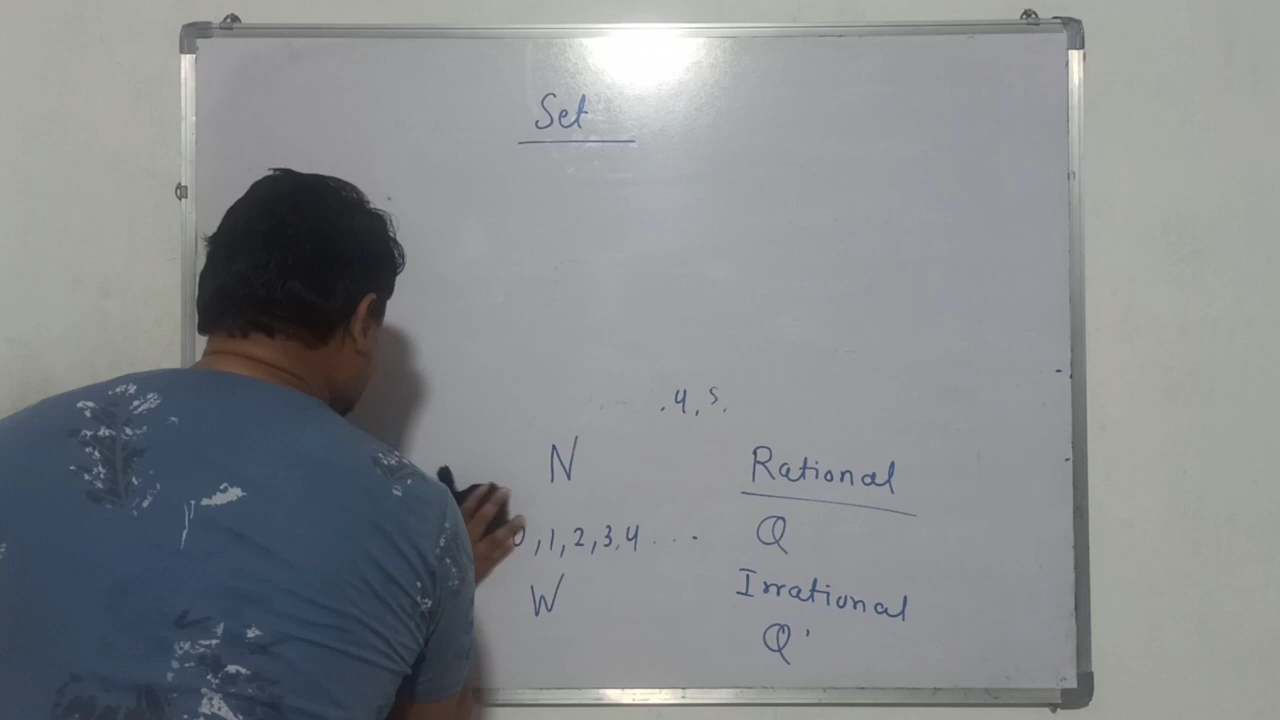 Set
. 4, 5.
N
Rational
0, 1, 2, 3, 4 ...
Q
W
Irrational
Q'